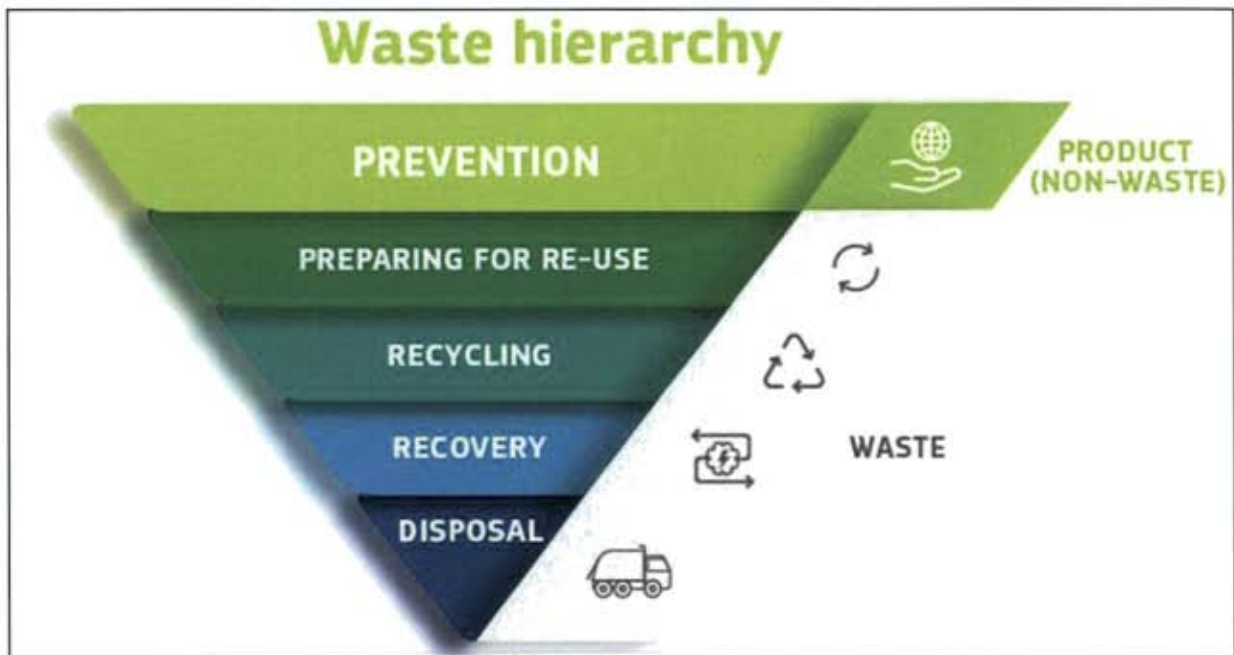 Waste hierarchy
PREVENTION
PRODUCT
(NON-WASTE)
PREPARING FOR RE-USE
RECYCLING
RECOVERY
WASTE
DISPOSAL